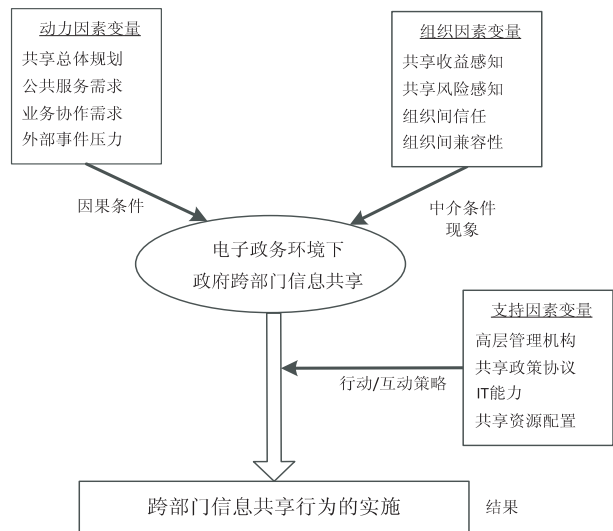 动力因素变量
共享总体规划
公共服务需求
业务协作需求
外部事件压力
组织因素变量
共享收益感知
共享风险感知
组织间信任
组织间兼容性
因果条件
中介条件
现象
电子政务环境下
政府跨部门信息共享
支持因素变量
高层管理机构
共享政策协议
IT能力
共享资源配置
行动/互动策略
跨部门信息共享行为的实施
结果